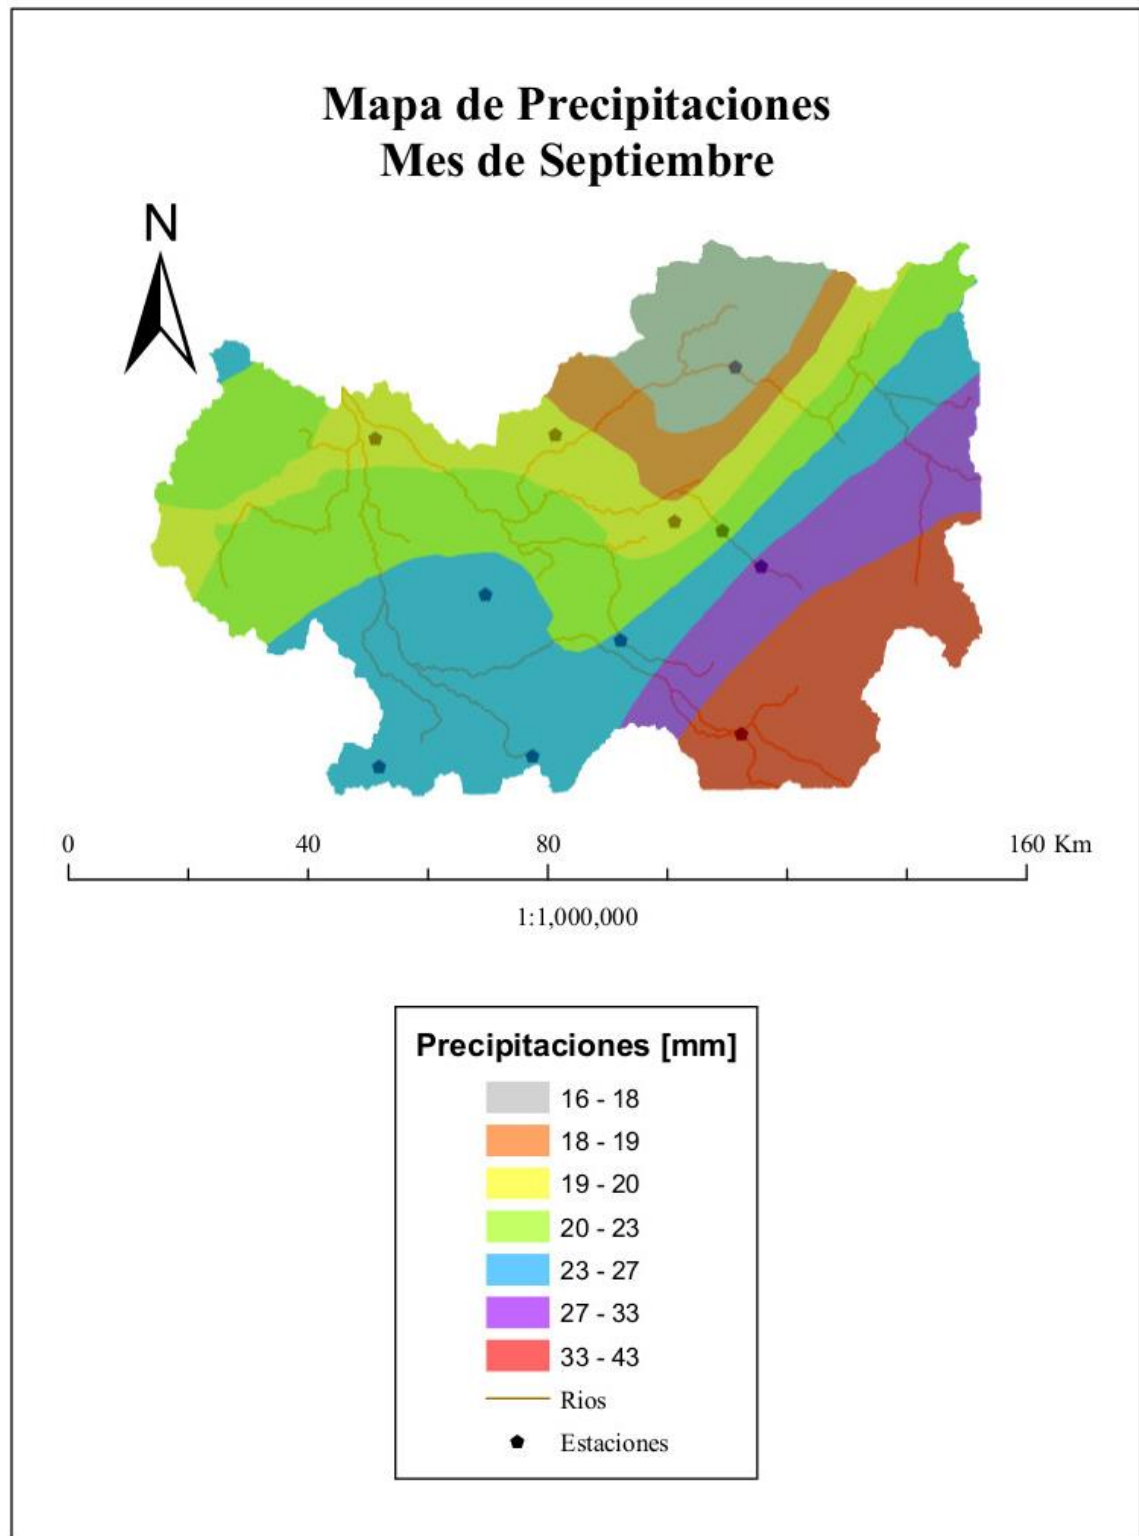 Mapa de Precipitaciones
Mes de Septiembre
N
0 40 80 160 Km
1:1,000,000
Precipitaciones [mm]
16 - 18
18 - 19
19 - 20
20 - 23
23 - 27
27 - 33
33 - 43
Rios
Estaciones